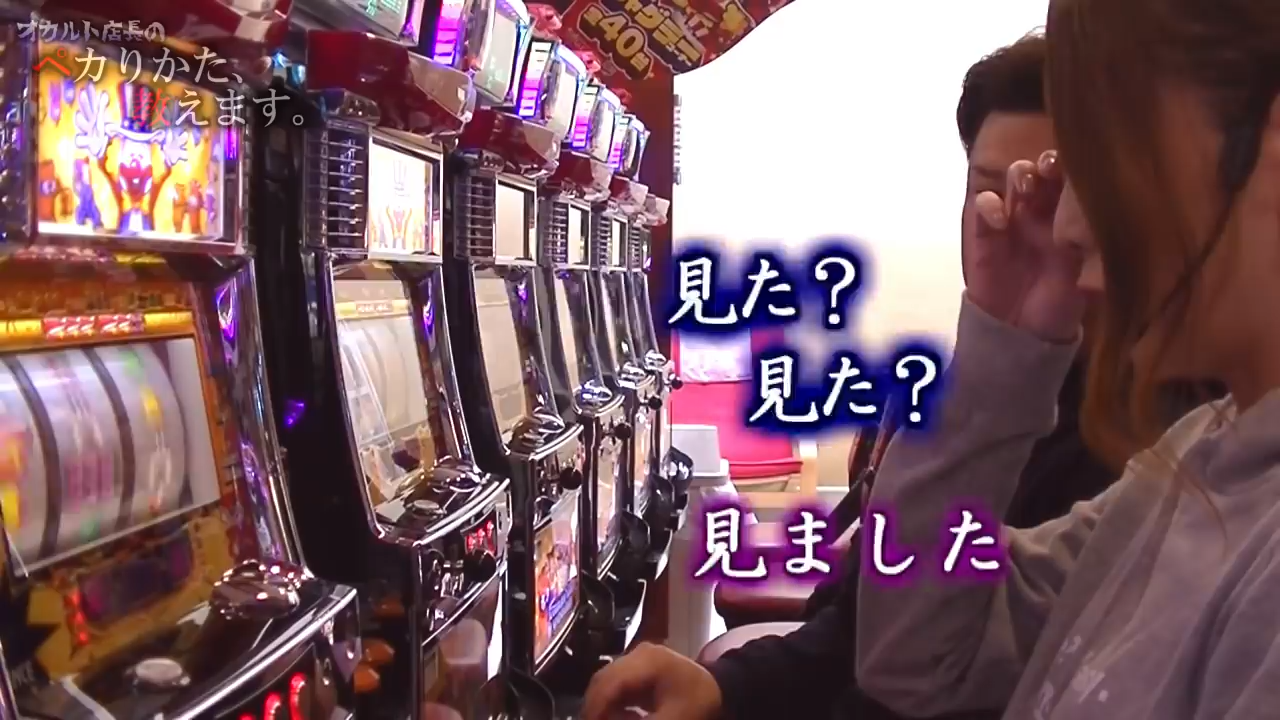 オカルト店長の
ペカりかた、
教えます。
見た？
見た？
見ました